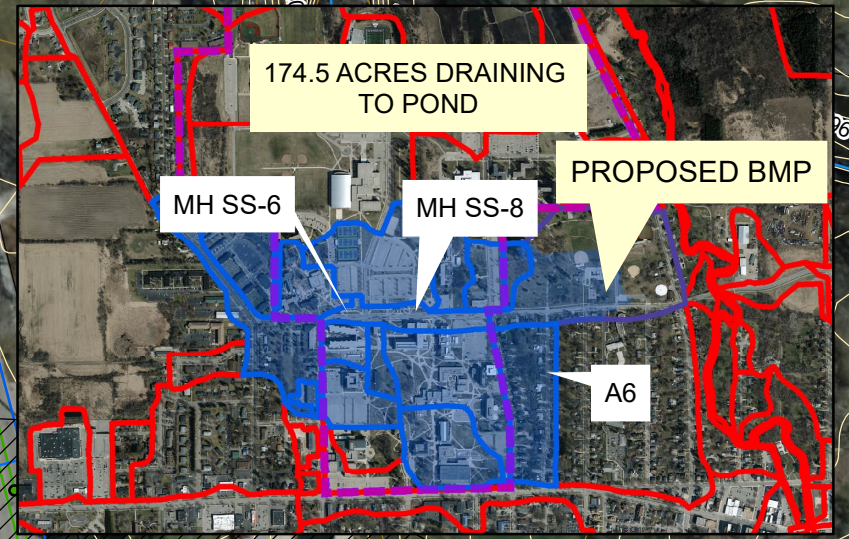 174.5 ACRES DRAINING
TO POND
PROPOSED BMP
MH SS-6
MH SS-8
A6